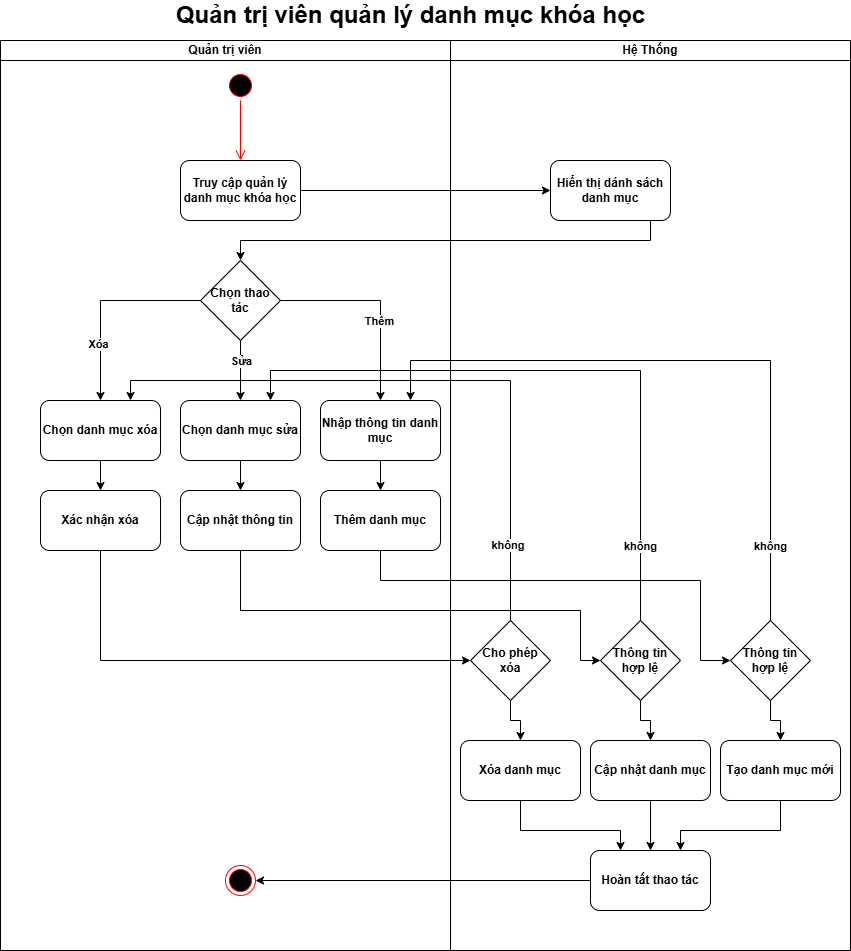 Quản trị viên quản lý danh mục khóa học
Quản trị viên
Hệ Thống
Truy cập quản lý
danh mục khóa học
Hiến thị dánh sách
danh mục
Chọn thao
tác
Xóa
Sửa
Thêm
Chọn danh mục xóa
Chọn danh mục sửa
Nhập thông tin danh
mục
Xác nhận xóa
Cập nhật thông tin
Thêm danh mục
không
không
không
Cho phép
xóa
Thông tin
hợp lệ
Thông tin
hợp lệ
Xóa danh mục
Cập nhật danh mục
Tạo danh mục mới
Hoàn tất thao tác